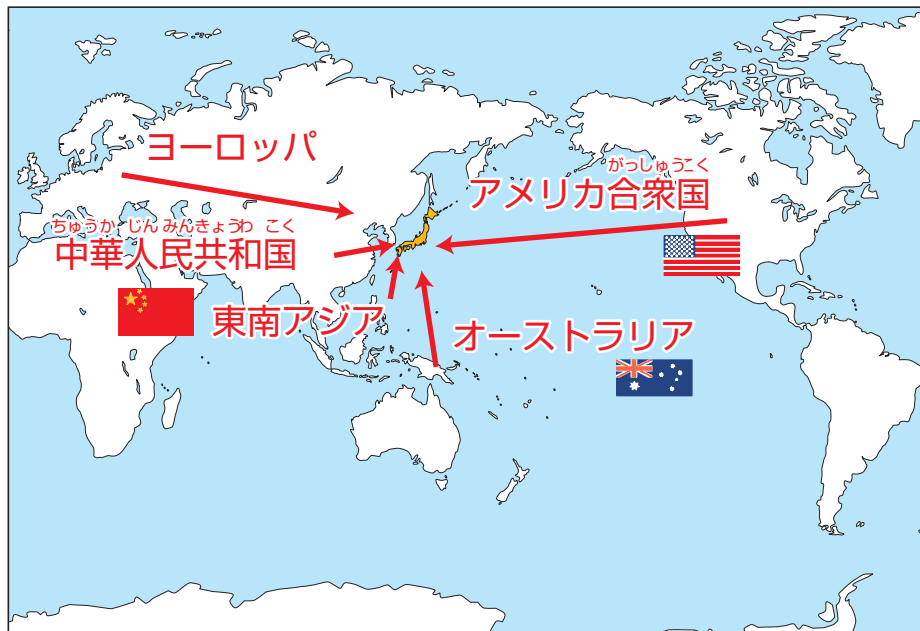 ヨーロッパ
がっしゅうこく
アメリカ合衆国
ちゅうか じん みんきょうわ こく
中華人民共和国
東南アジア
オーストラリア